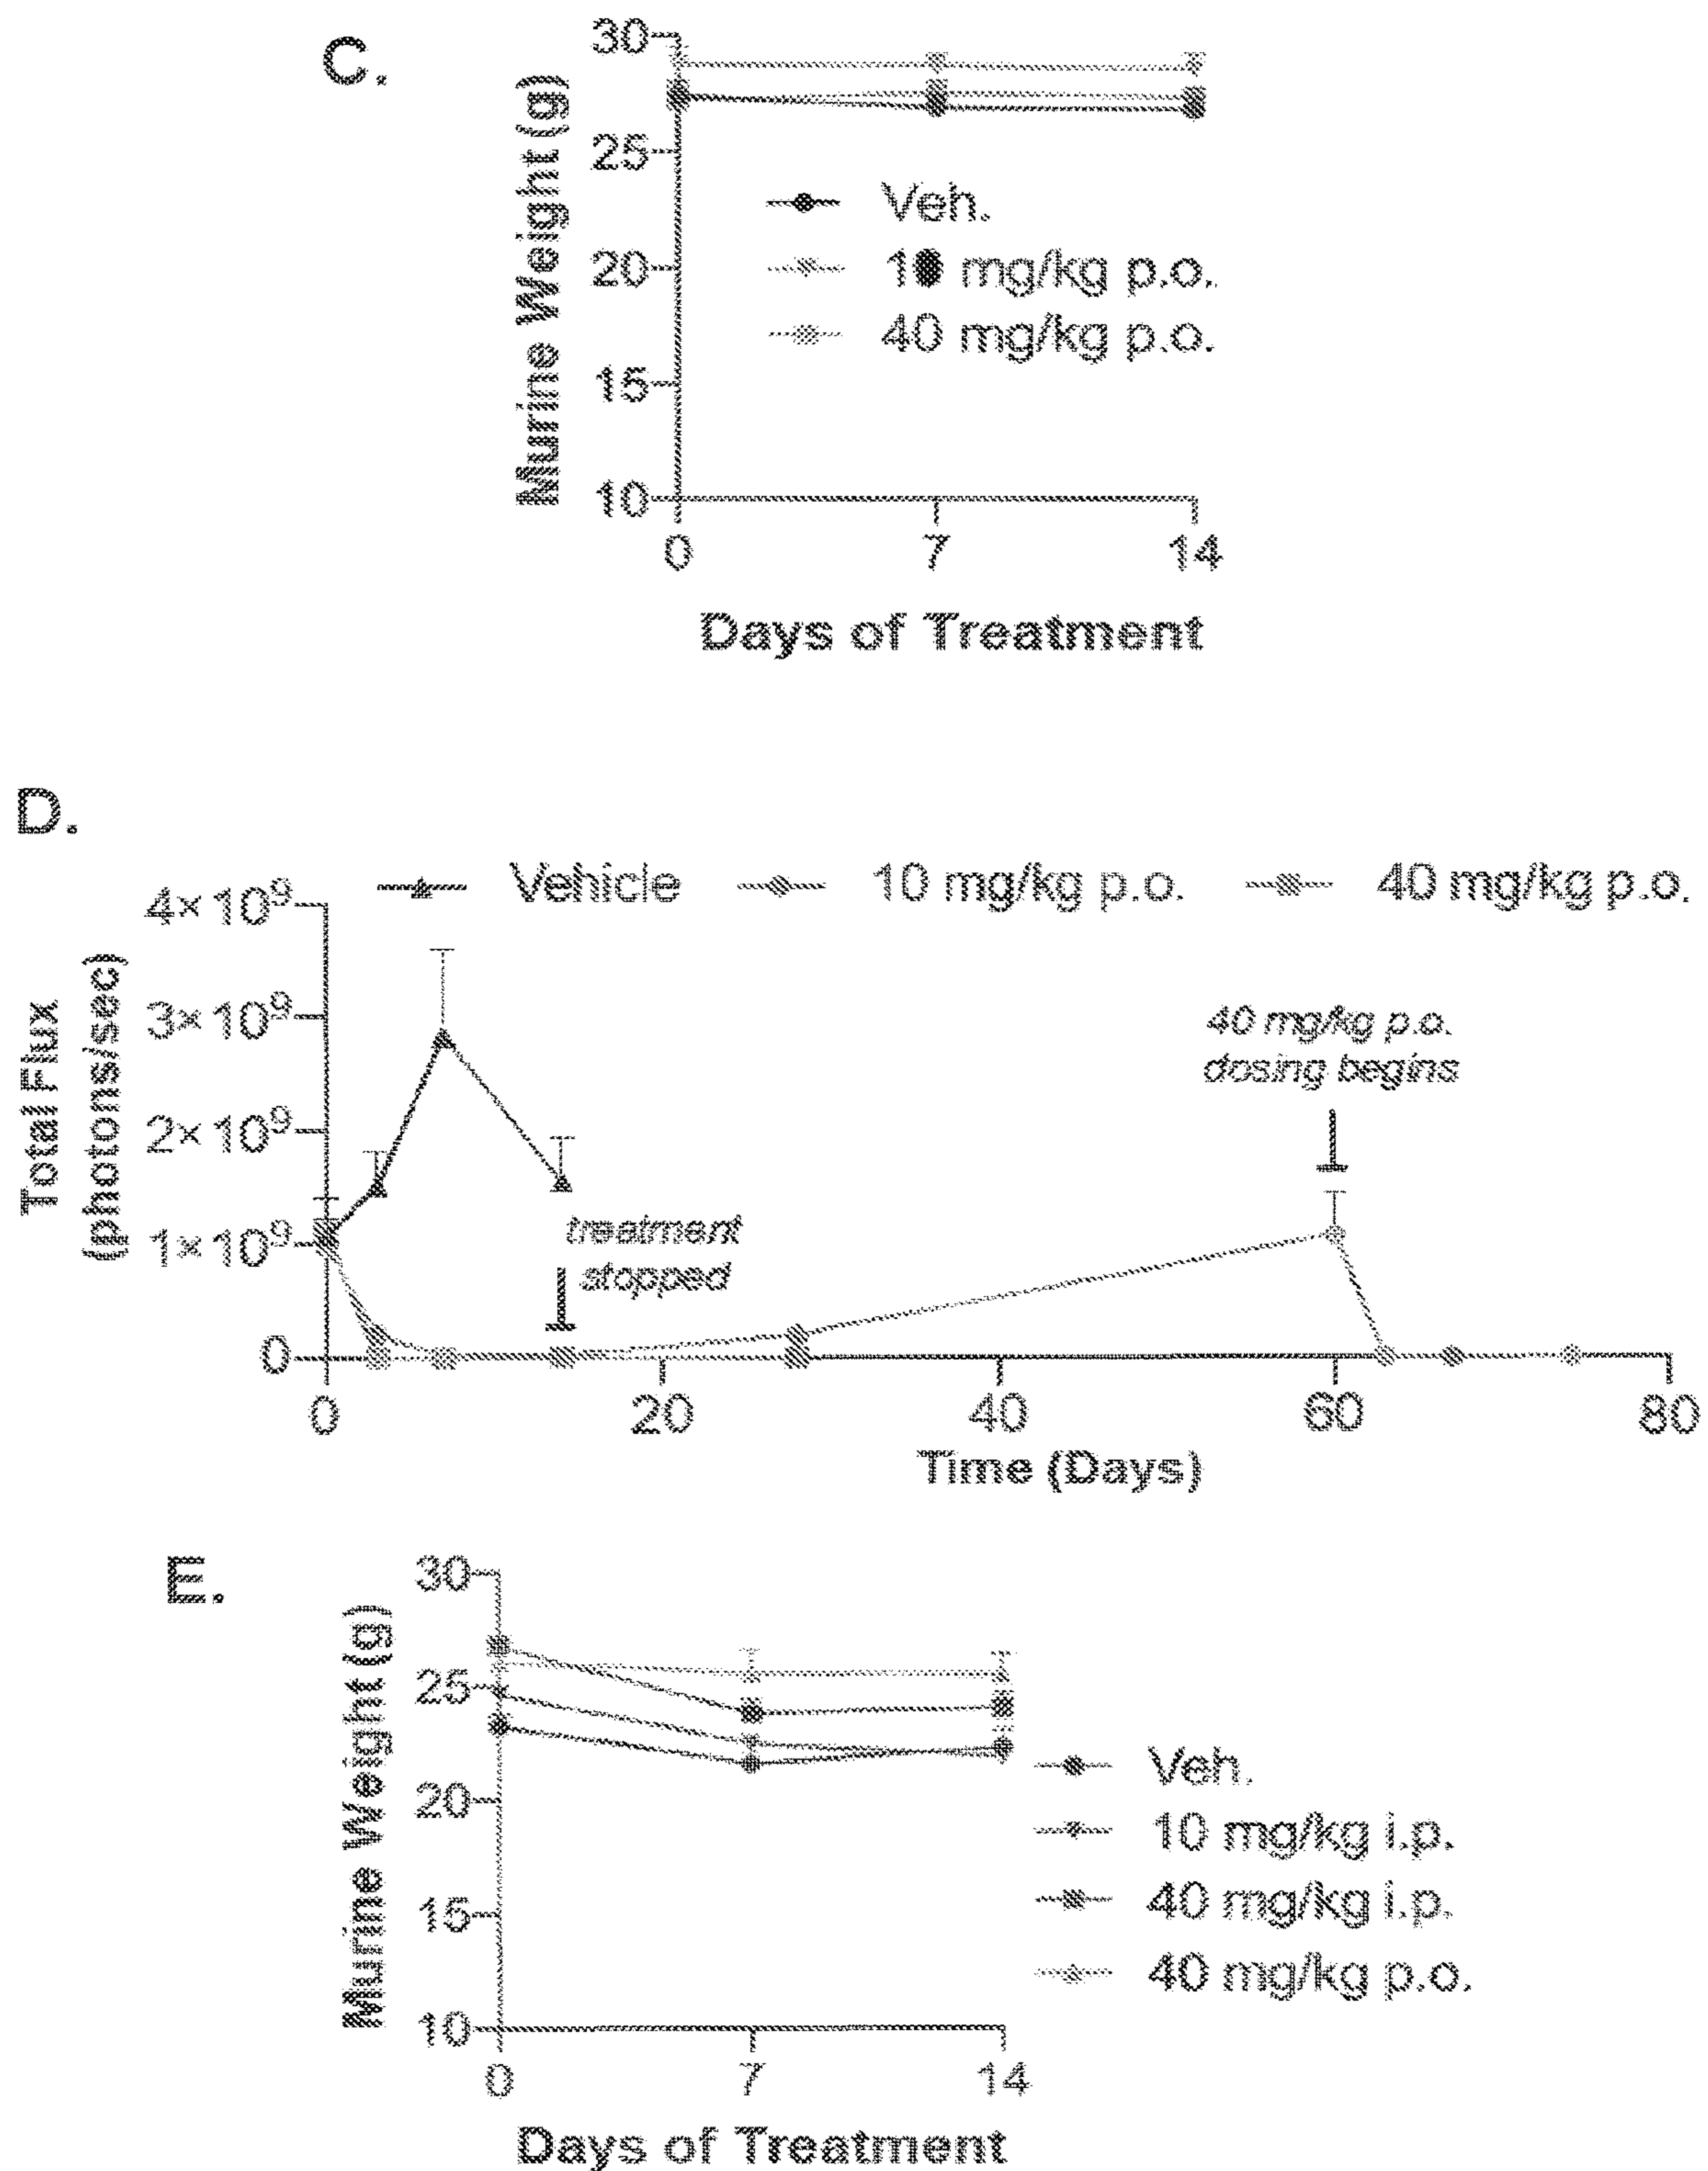 C.
30
25
20
15
10
Murine Weight (g)
Veh.
10 mg/kg p.o.
40 mg/kg p.o.
0 7 14
Days of Treatment
D.
Vehicle 10 mg/kg p.o. 40 mg/kg p.o.
4× 10⁹
3× 10⁹
2× 10⁹
1× 10⁹
0
Total Flux
(photons/sec)
40 mg/kg p.o.
dosing begins
treatment
stopped
0 20 40 60 80
Time (Days)
E.
30
25
20
15
10
Murine Weight (g)
Veh.
10 mg/kg i.p.
40 mg/kg i.p.
40 mg/kg p.o.
0 7 14
Days of Treatment